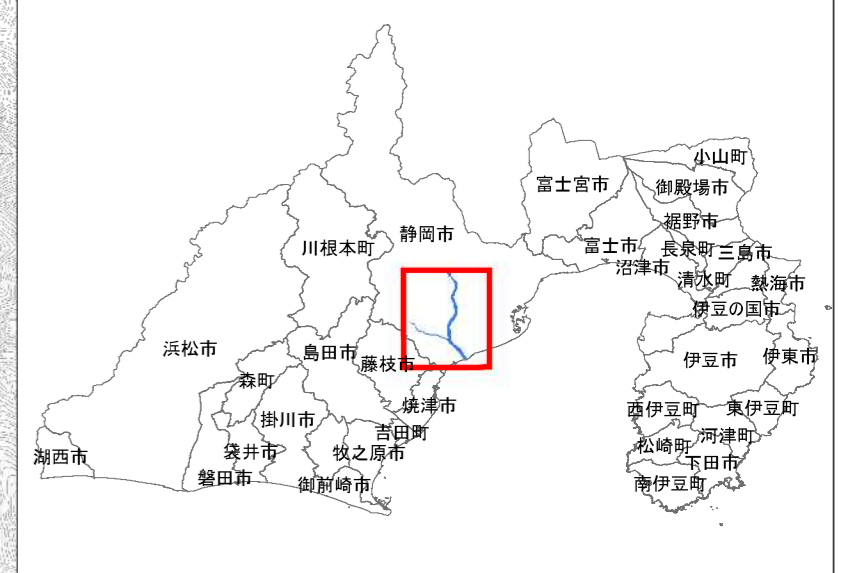 小山町
富士宮市
御殿場市
裾野市
静岡市
川根本町
富士市
長泉町
三島市
沼津市
清水町
熱海市
伊豆の国市
浜松市
島田市
藤枝市
伊豆市
伊東市
森町
焼津市
西伊豆町
東伊豆町
掛川市
吉田町
河津町
松崎町
湖西市
袋井市
牧之原市
下田市
磐田市
御前崎市
南伊豆町